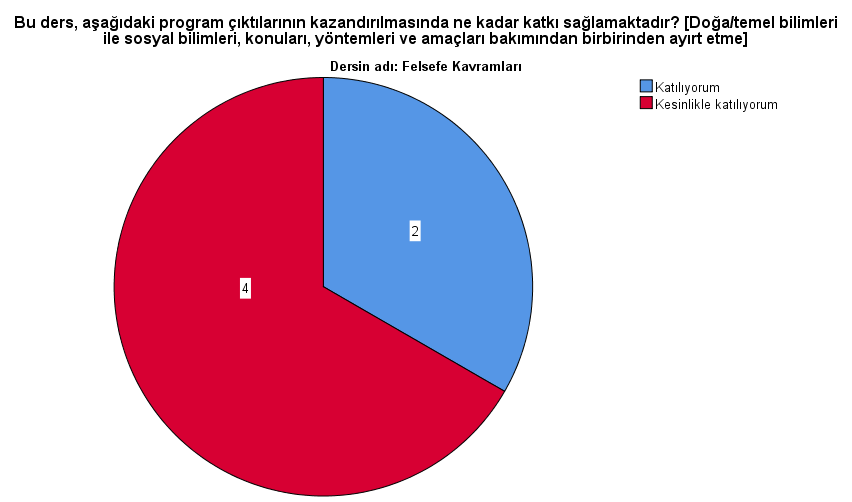 Bu ders, aşağıdaki program çıktılarının kazandırılmasında ne kadar katkı sağlamaktadır? [Doğa/temel bilimleri
ile sosyal bilimleri, konuları, yöntemleri ve amaçları bakımından birbirinden ayırt etme]
Dersin adı: Felsefe Kavramları
Katılıyorum
Kesinlikle katılıyorum
2
4